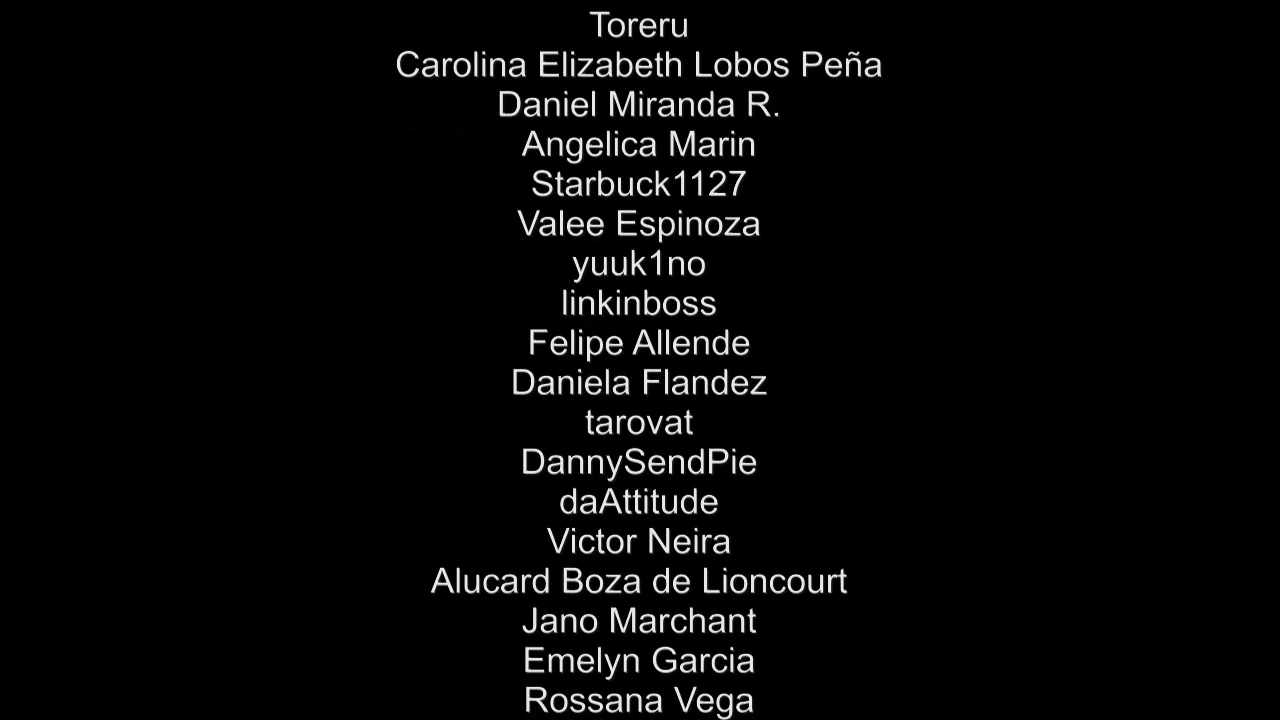 Toreru
Carolina Elizabeth Lobos Peña
Daniel Miranda R.
Angelica Marin
Starbuck1127
Valee Espinoza
yuuk1no
linkinboss
Felipe Allende
Daniela Flandez
tarovat
DannySendPie
daAttitude
Victor Neira
Alucard Boza de Lioncourt
Jano Marchant
Emelyn Garcia
Rossana Vega